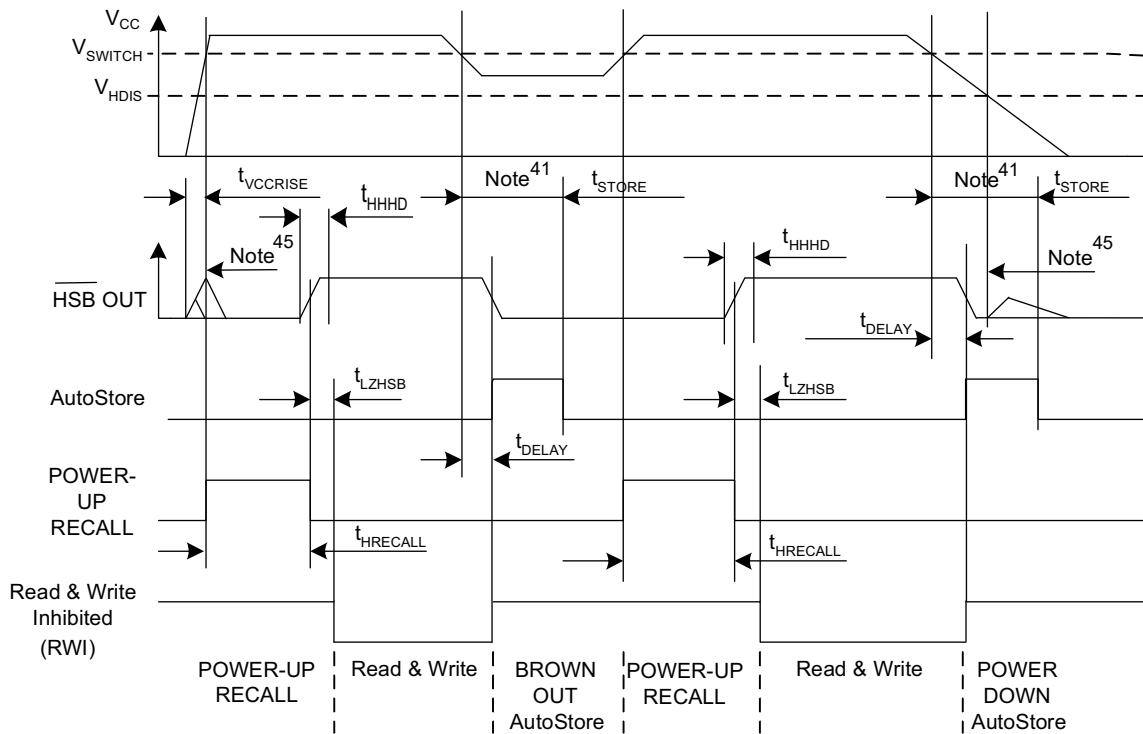 VCC
VSWITCH
VHDIS
tVCCRISE
Note41
tSTORE
Note41
tSTORE
tHHHD
Note45
tHHHD
Note45
HSB OUT
tDELAY
tLZHSB
tLZHSB
AutoStore
tDELAY
POWER-
UP
RECALL
tHRECALL
tHRECALL
Read & Write
Inhibited
(RWI)
POWER-UP
RECALL
Read & Write
BROWN
OUT
AutoStore
POWER-UP
RECALL
Read & Write
POWER
DOWN
AutoStore